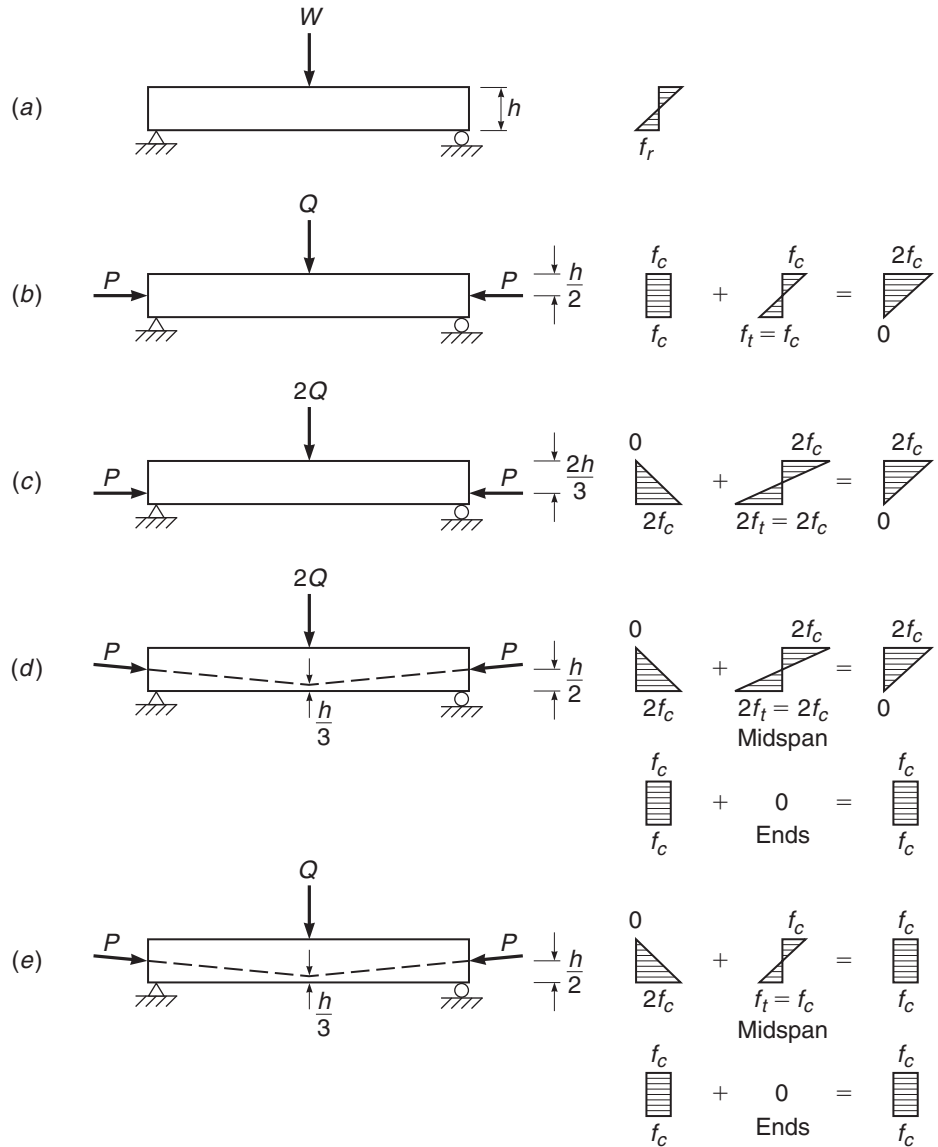 W
(a)
h
f_r
Q
(b)
P
P
h/2
f_c
f_c
+
f_c
f_t = f_c
=
2f_c
0
2Q
(c)
P
P
2h/3
0
2f_c
+
2f_c
2f_t = 2f_c
=
2f_c
0
2Q
(d)
P
P
h/2
h/3
0
2f_c
+
2f_c
2f_t = 2f_c
=
2f_c
0
Midspan
f_c
f_c
+
0
=
f_c
f_c
Ends
Q
(e)
P
P
h/2
h/3
0
2f_c
+
f_c
f_t = f_c
=
f_c
f_c
Midspan
f_c
f_c
+
0
=
f_c
f_c
Ends